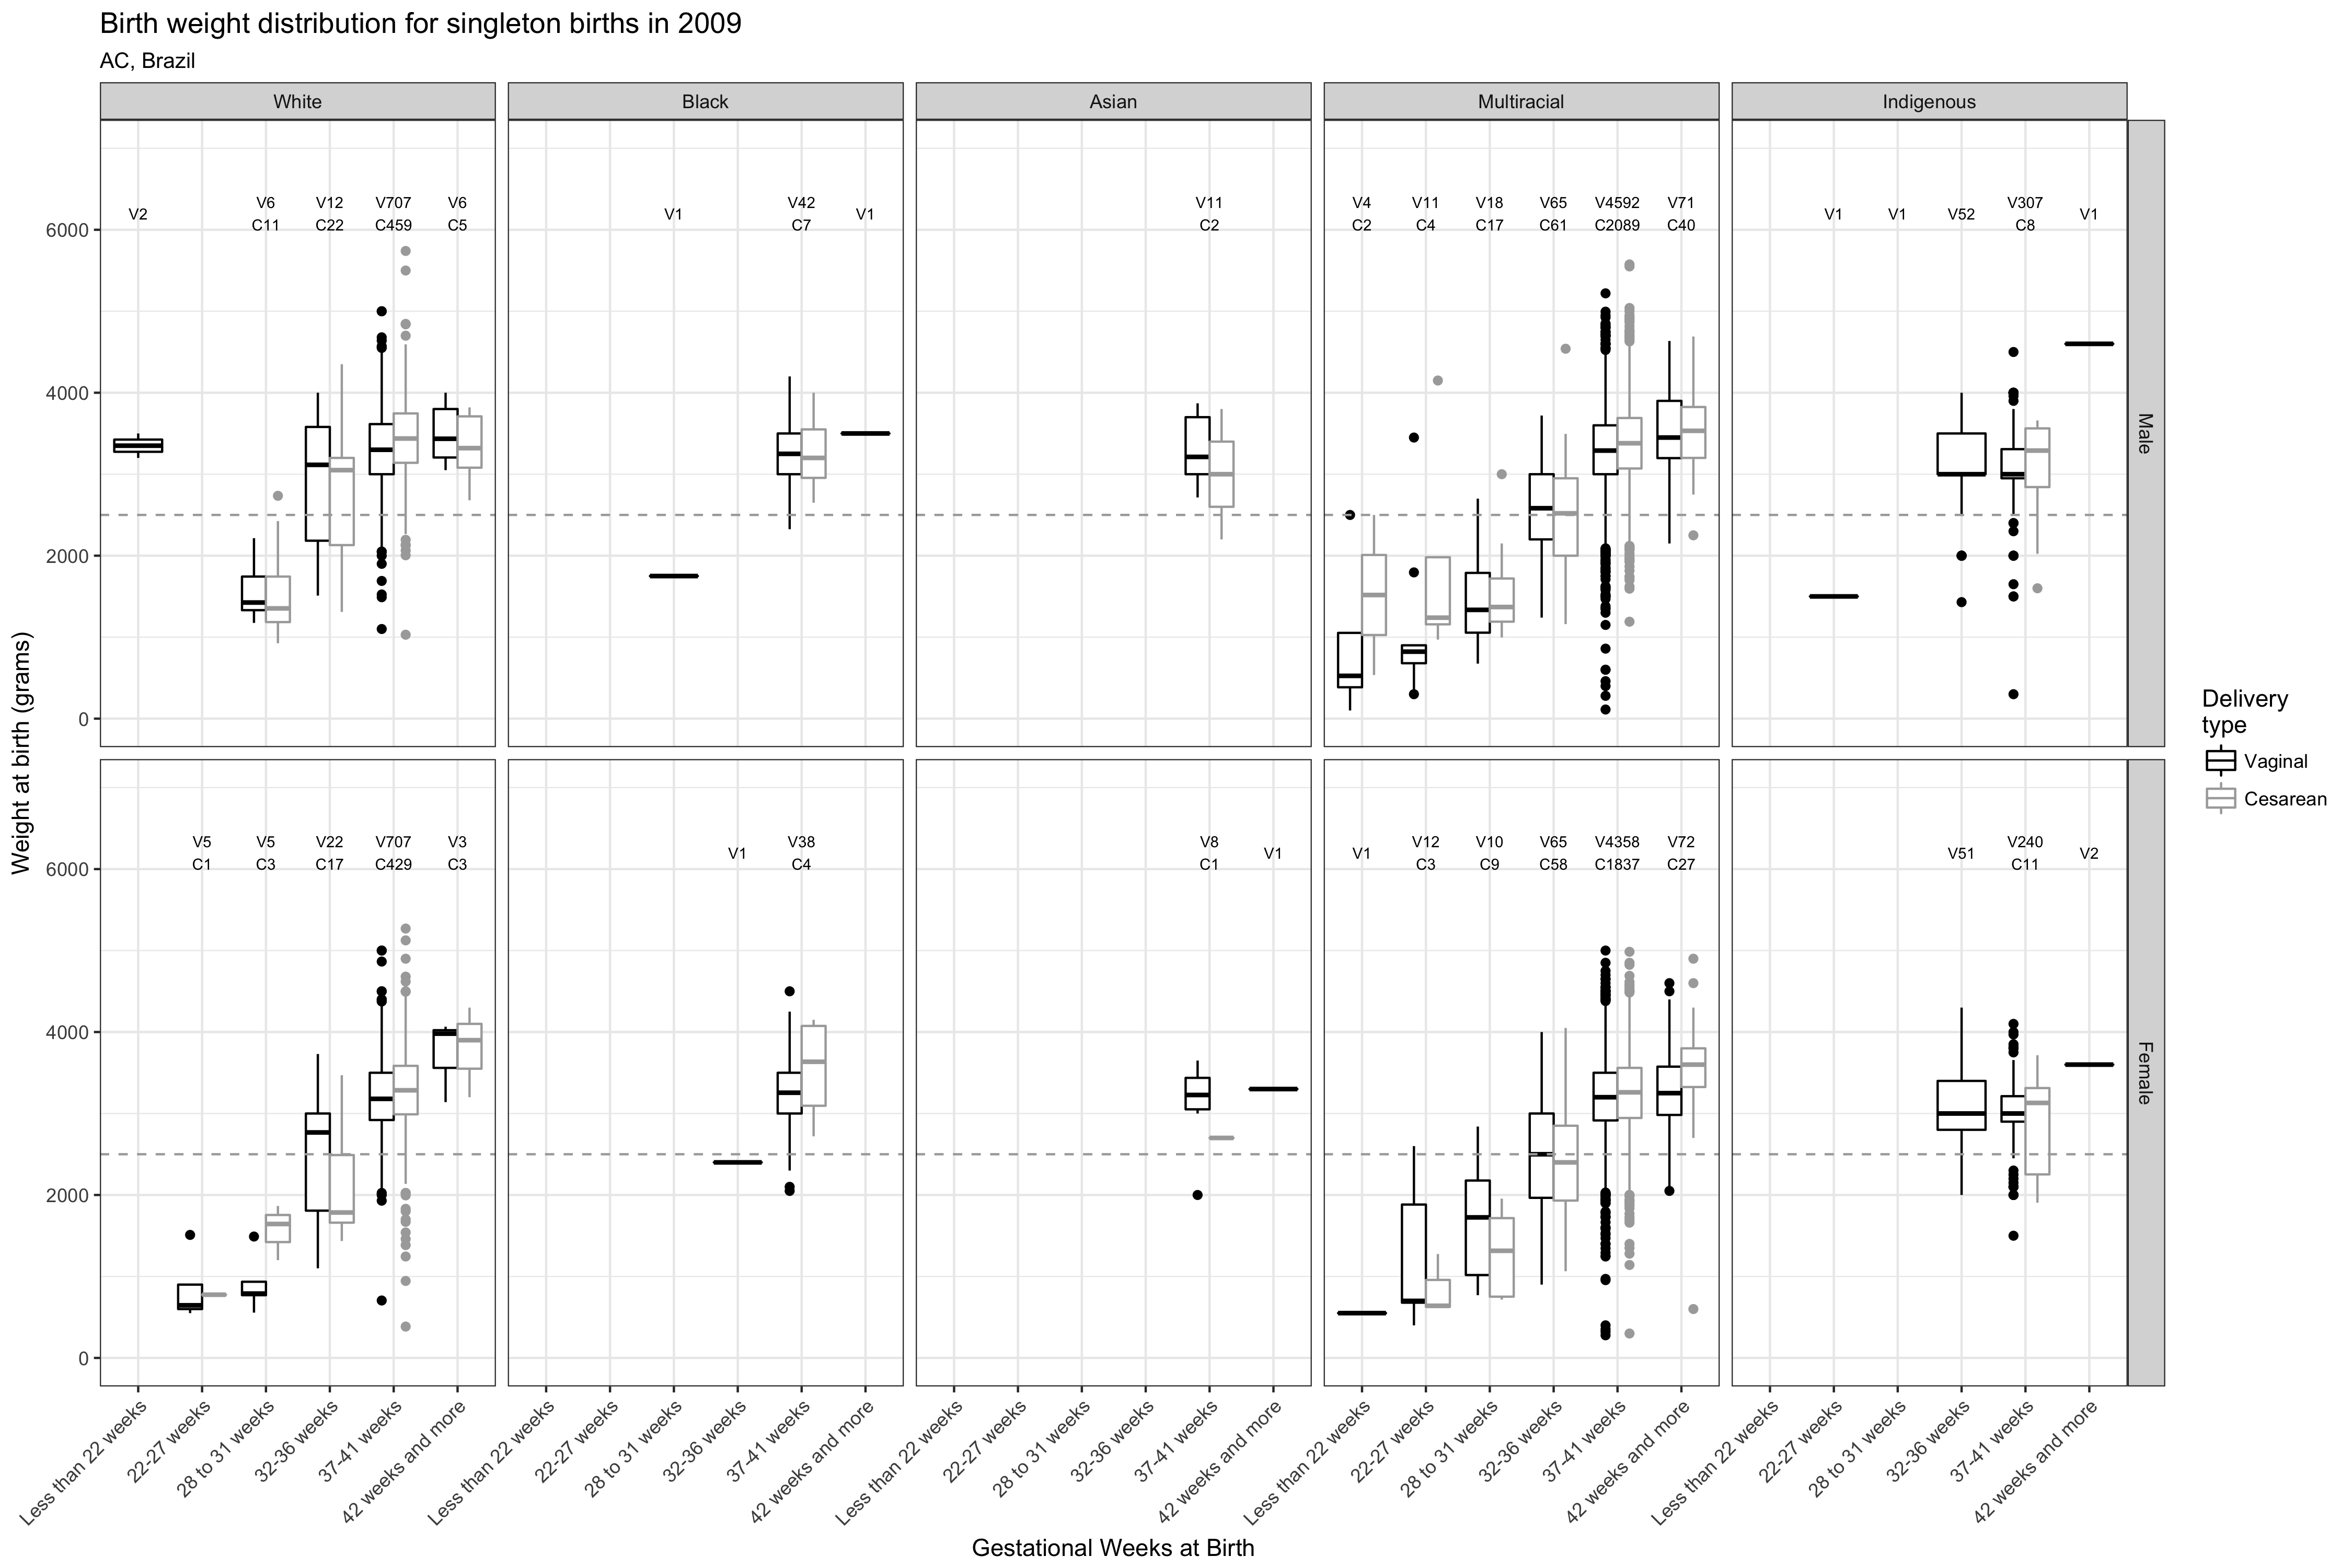 Birth weight distribution for singleton births in 2009
AC, Brazil
White
Black
Asian
Multiracial
Indigenous
Weight at birth (grams)
6000
4000
2000
0
V2
V6
C11
V12
C22
V707
C459
V6
C5
V1
V42
C7
V1
V11
C2
V4
C2
V11
C4
V18
C17
V65
C61
V4592
C2089
V71
C40
V1
V1
V52
V307
C8
V1
Male
6000
4000
2000
0
V5
C1
V5
C3
V22
C17
V707
C429
V3
C3
V1
V38
C4
V8
C1
V1
V1
V12
C3
V10
C9
V65
C58
V4358
C1837
V72
C27
V51
V240
C11
V2
Female
Less than 22 weeks
22-27 weeks
28 to 31 weeks
32-36 weeks
37-41 weeks
42 weeks and more
Less than 22 weeks
22-27 weeks
28 to 31 weeks
32-36 weeks
37-41 weeks
42 weeks and more
Less than 22 weeks
22-27 weeks
28 to 31 weeks
32-36 weeks
37-41 weeks
42 weeks and more
Less than 22 weeks
22-27 weeks
28 to 31 weeks
32-36 weeks
37-41 weeks
42 weeks and more
Less than 22 weeks
22-27 weeks
28 to 31 weeks
32-36 weeks
37-41 weeks
42 weeks and more
Gestational Weeks at Birth
Delivery
type
Vaginal
Cesarean